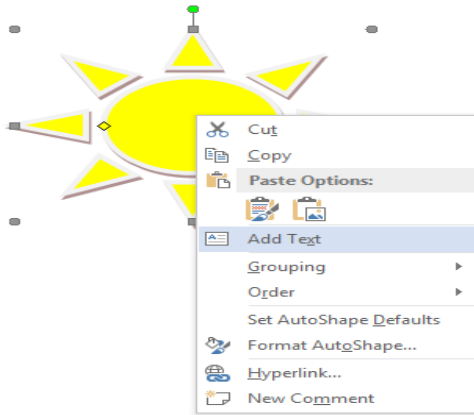 Cut
Copy
Paste Options:
Add Text
Grouping
Order
Set AutoShape Defaults
Format AutoShape...
Hyperlink...
New Comment